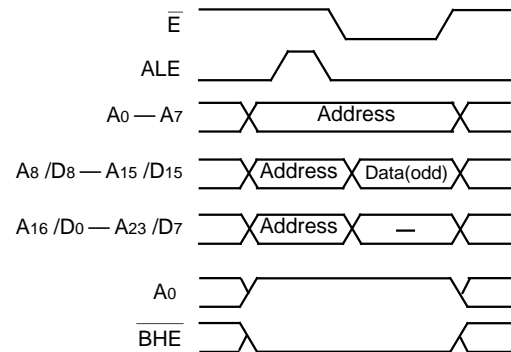 E
ALE
A0 — A7 Address
A8 /D8 — A15 /D15 Address Data(odd)
A16 /D0 — A23 /D7 Address –
A0
BHE